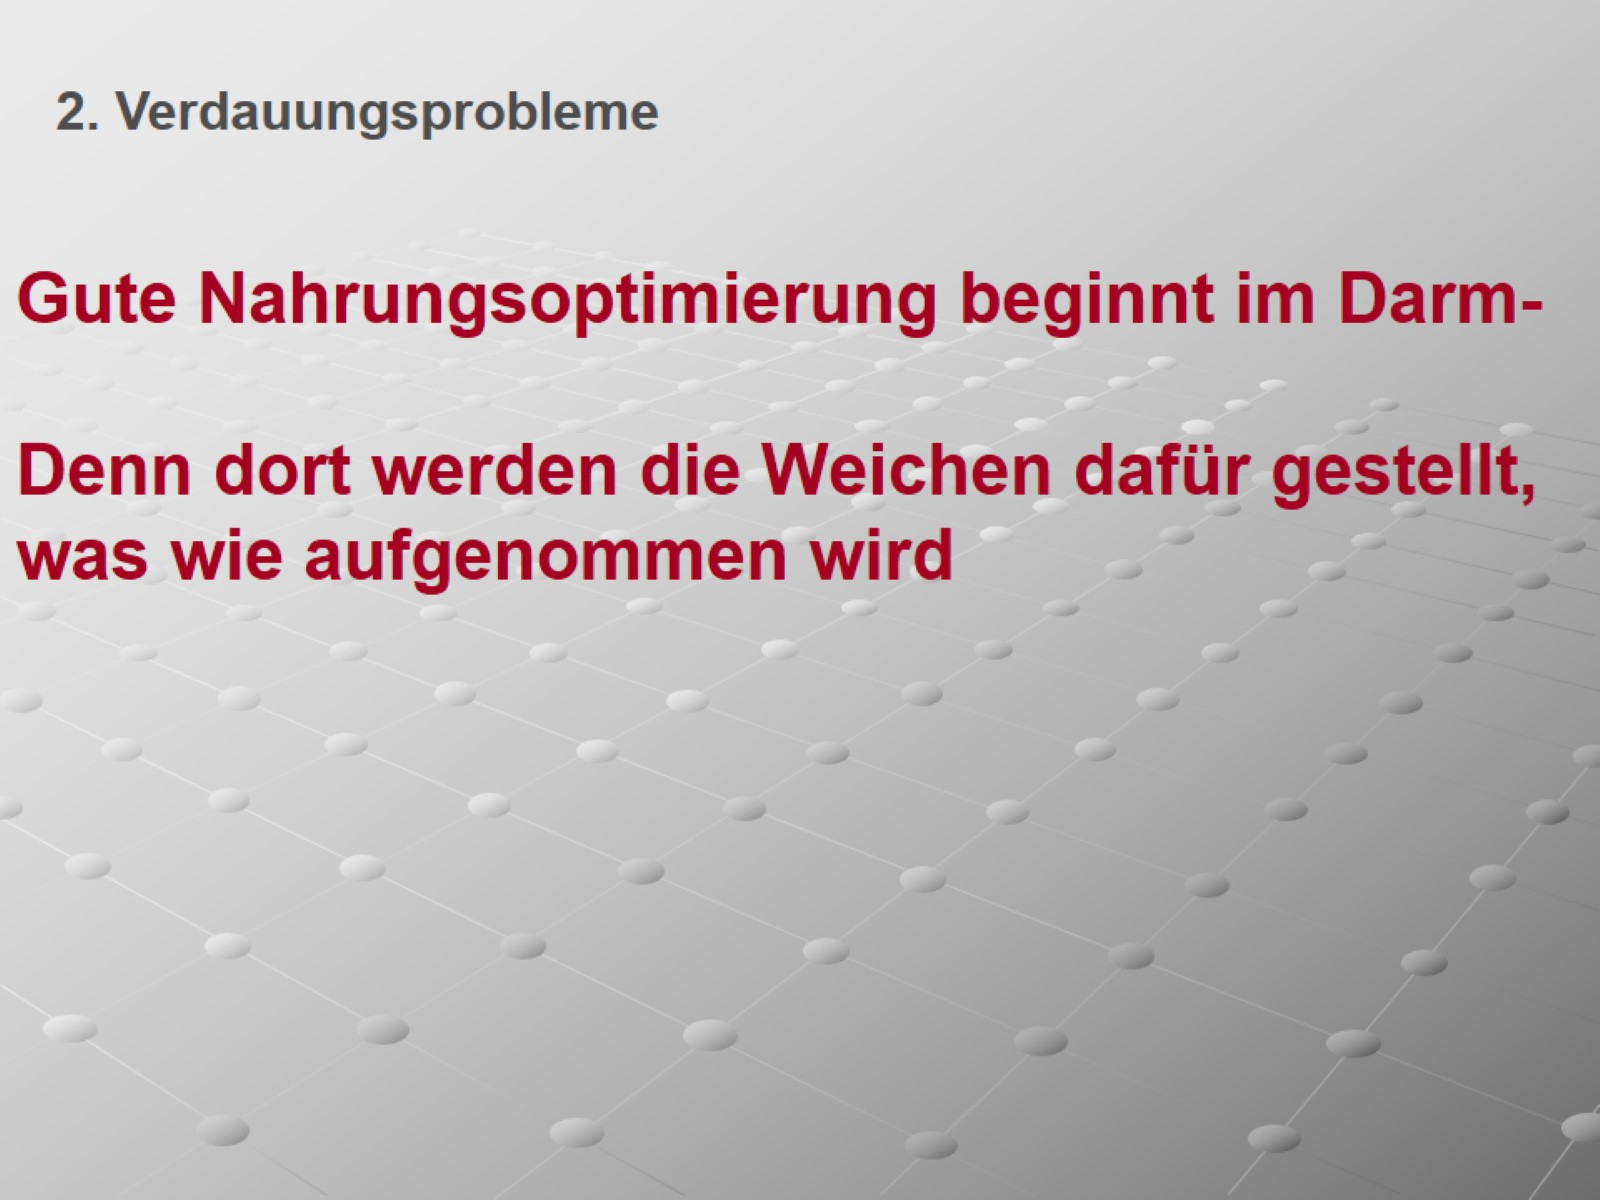 2. Verdauungsprobleme
Gute Nahrungsoptimierung beginnt im Darm-
Denn dort werden die Weichen dafür gestellt,
was wie aufgenommen wird